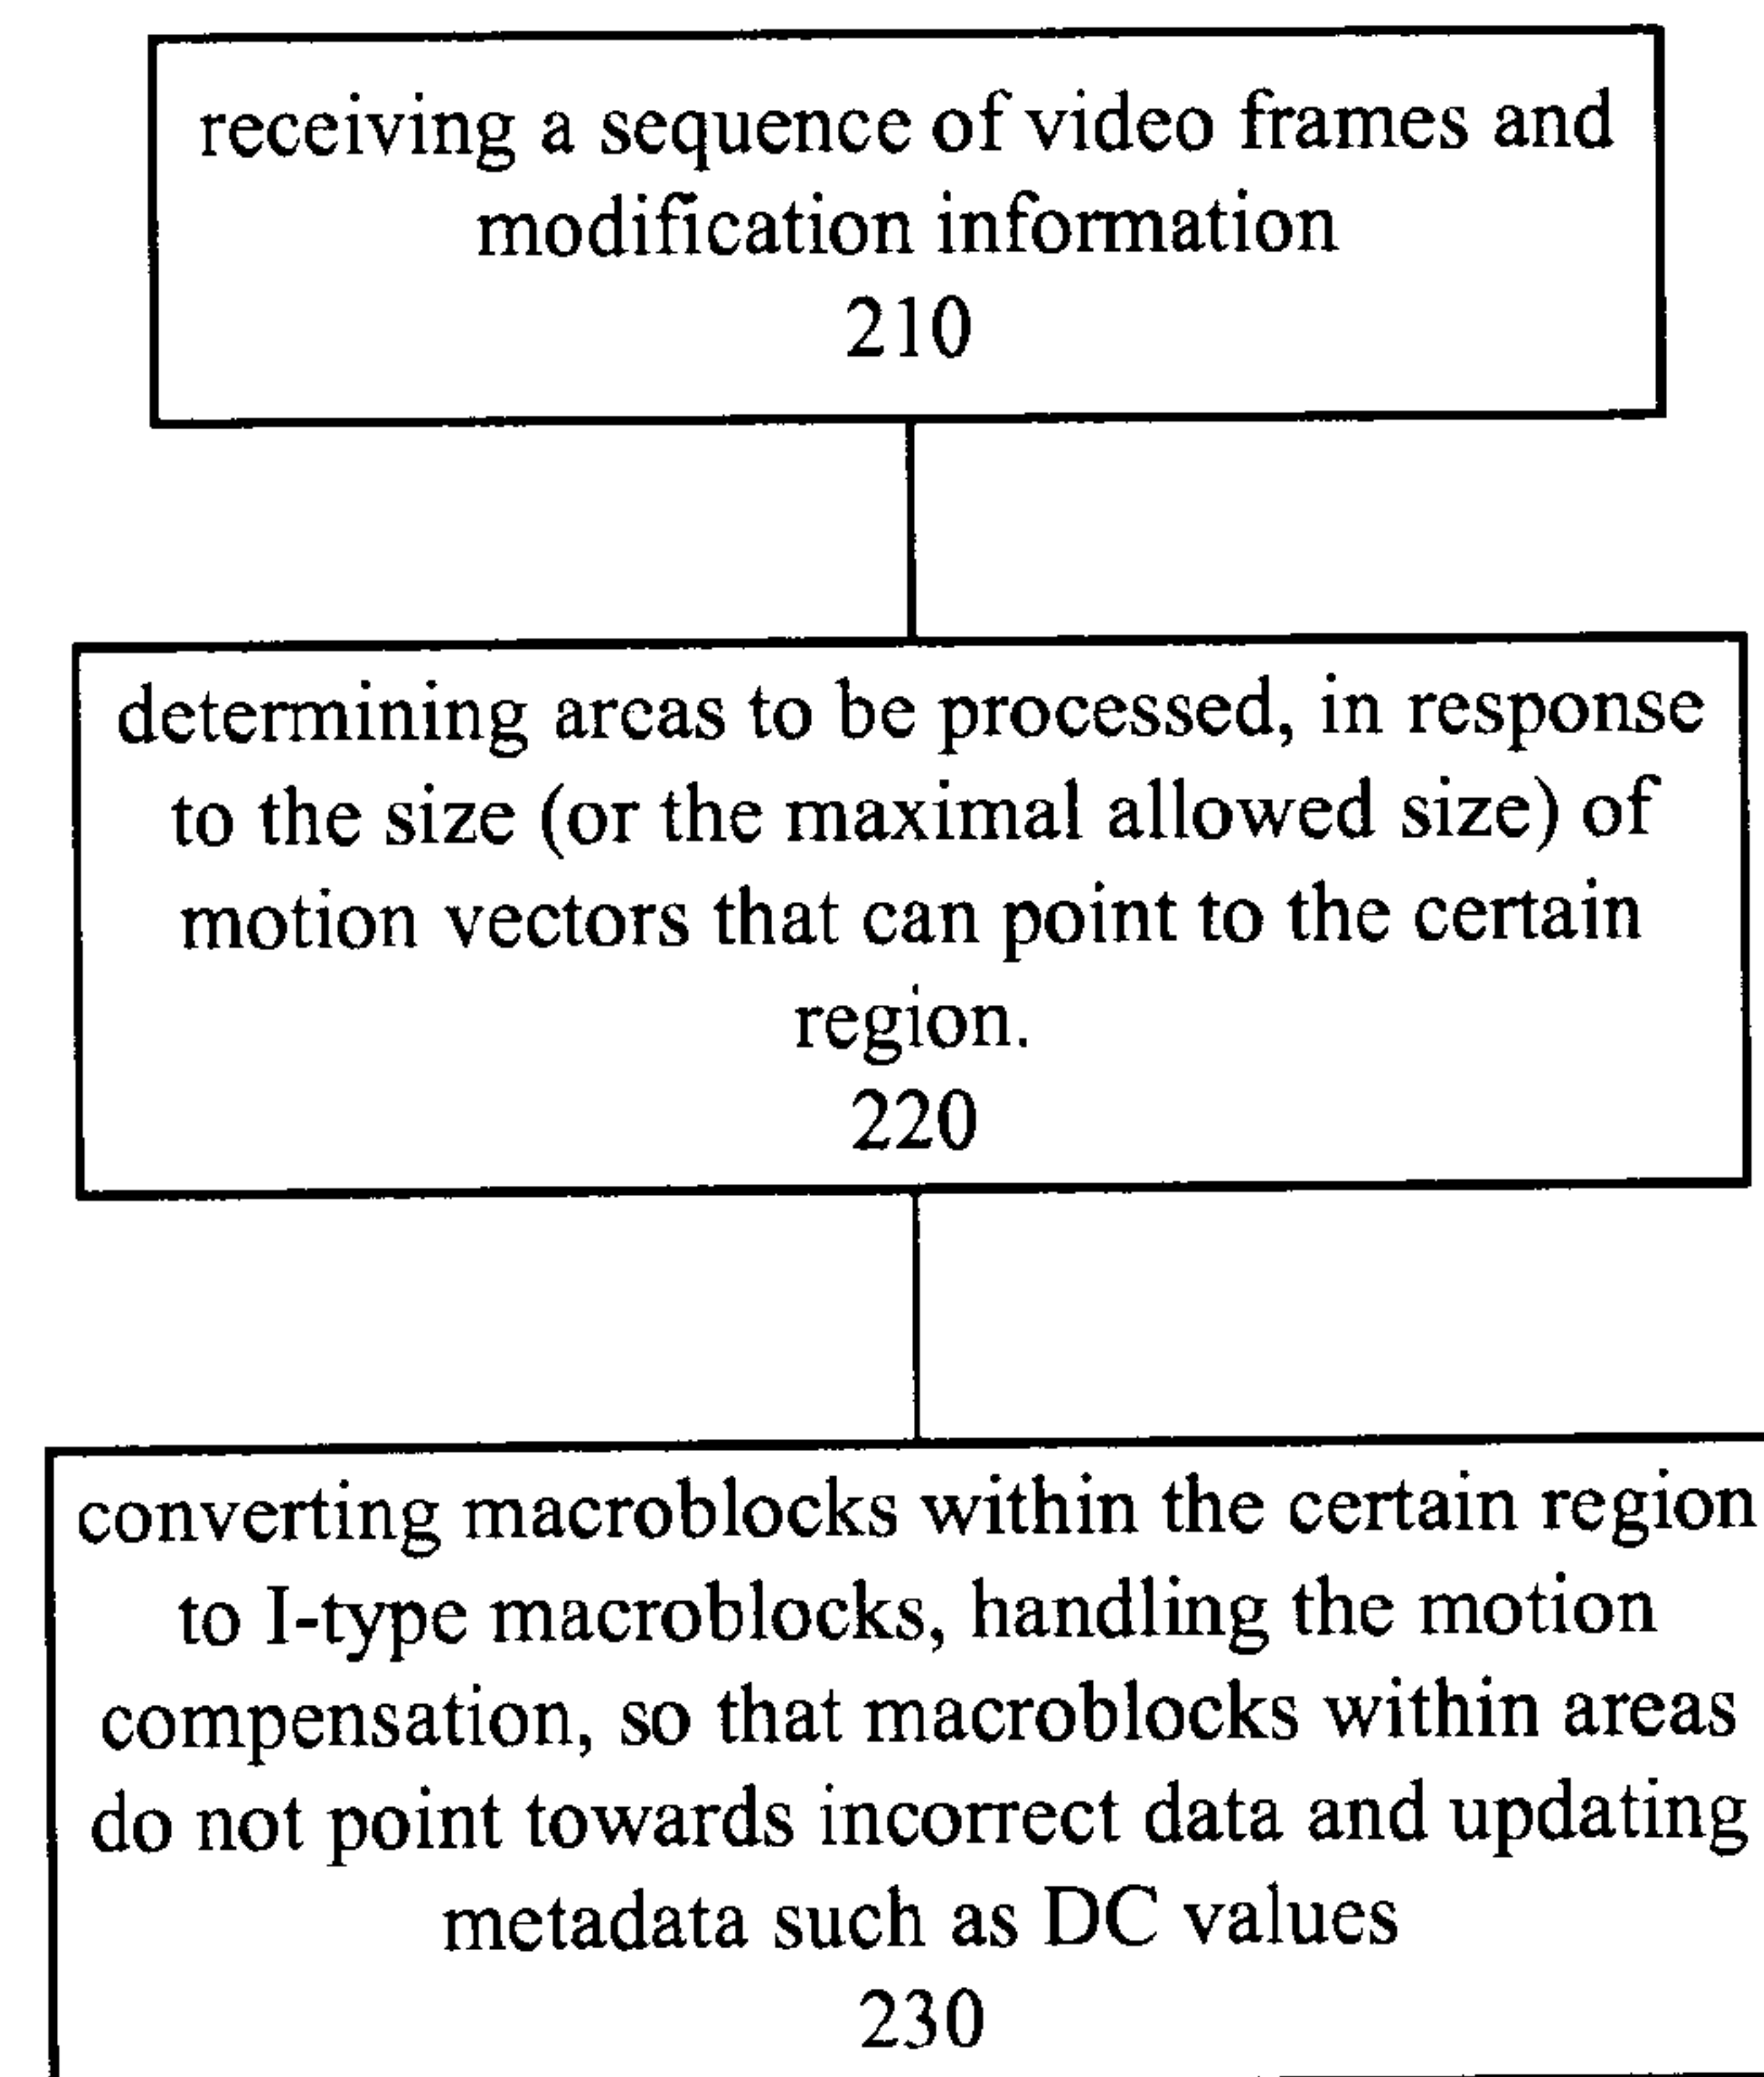 receiving a sequence of video frames and
modification information
210
determining areas to be processed, in response
to the size (or the maximal allowed size) of
motion vectors that can point to the certain
region.
220
converting macroblocks within the certain region
to I-type macroblocks, handling the motion
compensation, so that macroblocks within areas
do not point towards incorrect data and updating
metadata such as DC values
230